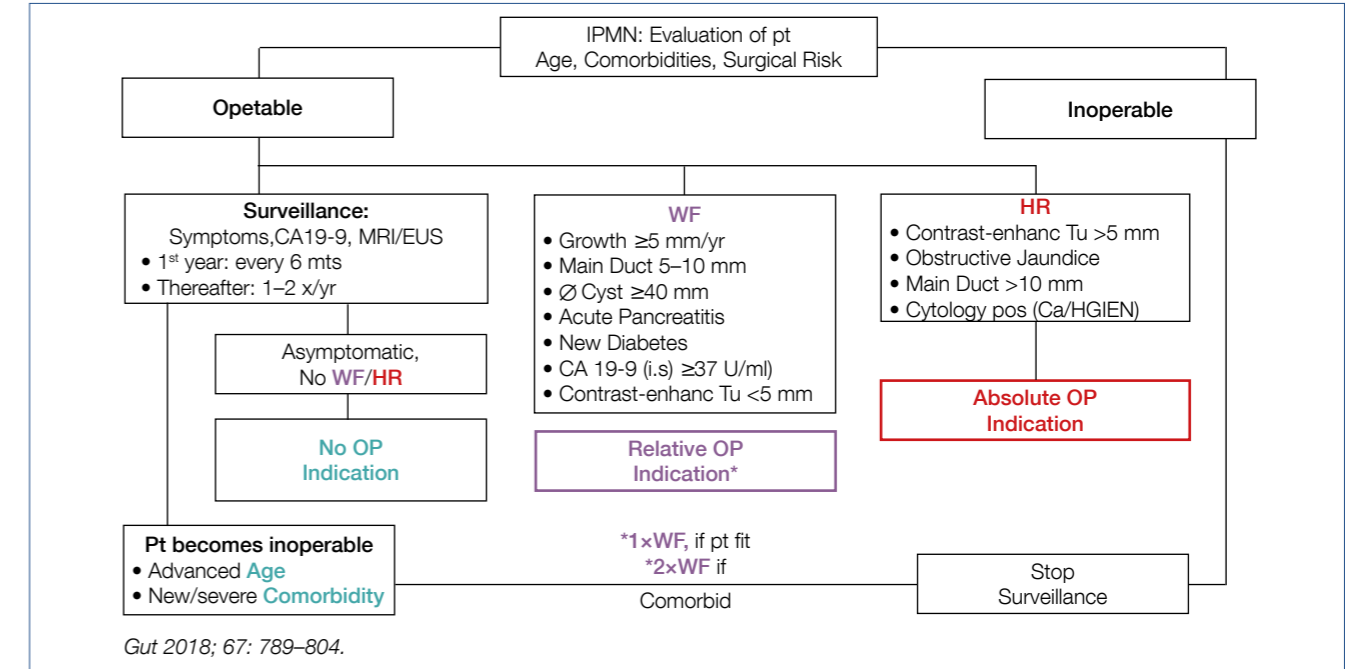 IPMN: Evaluation of pt
Age, Comorbidities, Surgical Risk
Opetable
Inoperable
Surveillance:
Symptoms,CA19-9, MRI/EUS
• 1st year: every 6 mts
• Thereafter: 1–2 x/yr
Asymptomatic,
No WF/HR
No OP
Indication
WF
• Growth ≥5 mm/yr
• Main Duct 5–10 mm
• Ø Cyst ≥40 mm
• Acute Pancreatitis
• New Diabetes
• CA 19-9 (i.s) ≥37 U/ml)
• Contrast-enhanc Tu <5 mm
Relative OP
Indication*
HR
• Contrast-enhanc Tu >5 mm
• Obstructive Jaundice
• Main Duct >10 mm
• Cytology pos (Ca/HGIEN)
Absolute OP
Indication
Pt becomes inoperable
• Advanced Age
• New/severe Comorbidity
*1×WF, if pt fit
*2×WF if
Comorbid
Stop
Surveillance
Gut 2018; 67: 789–804.